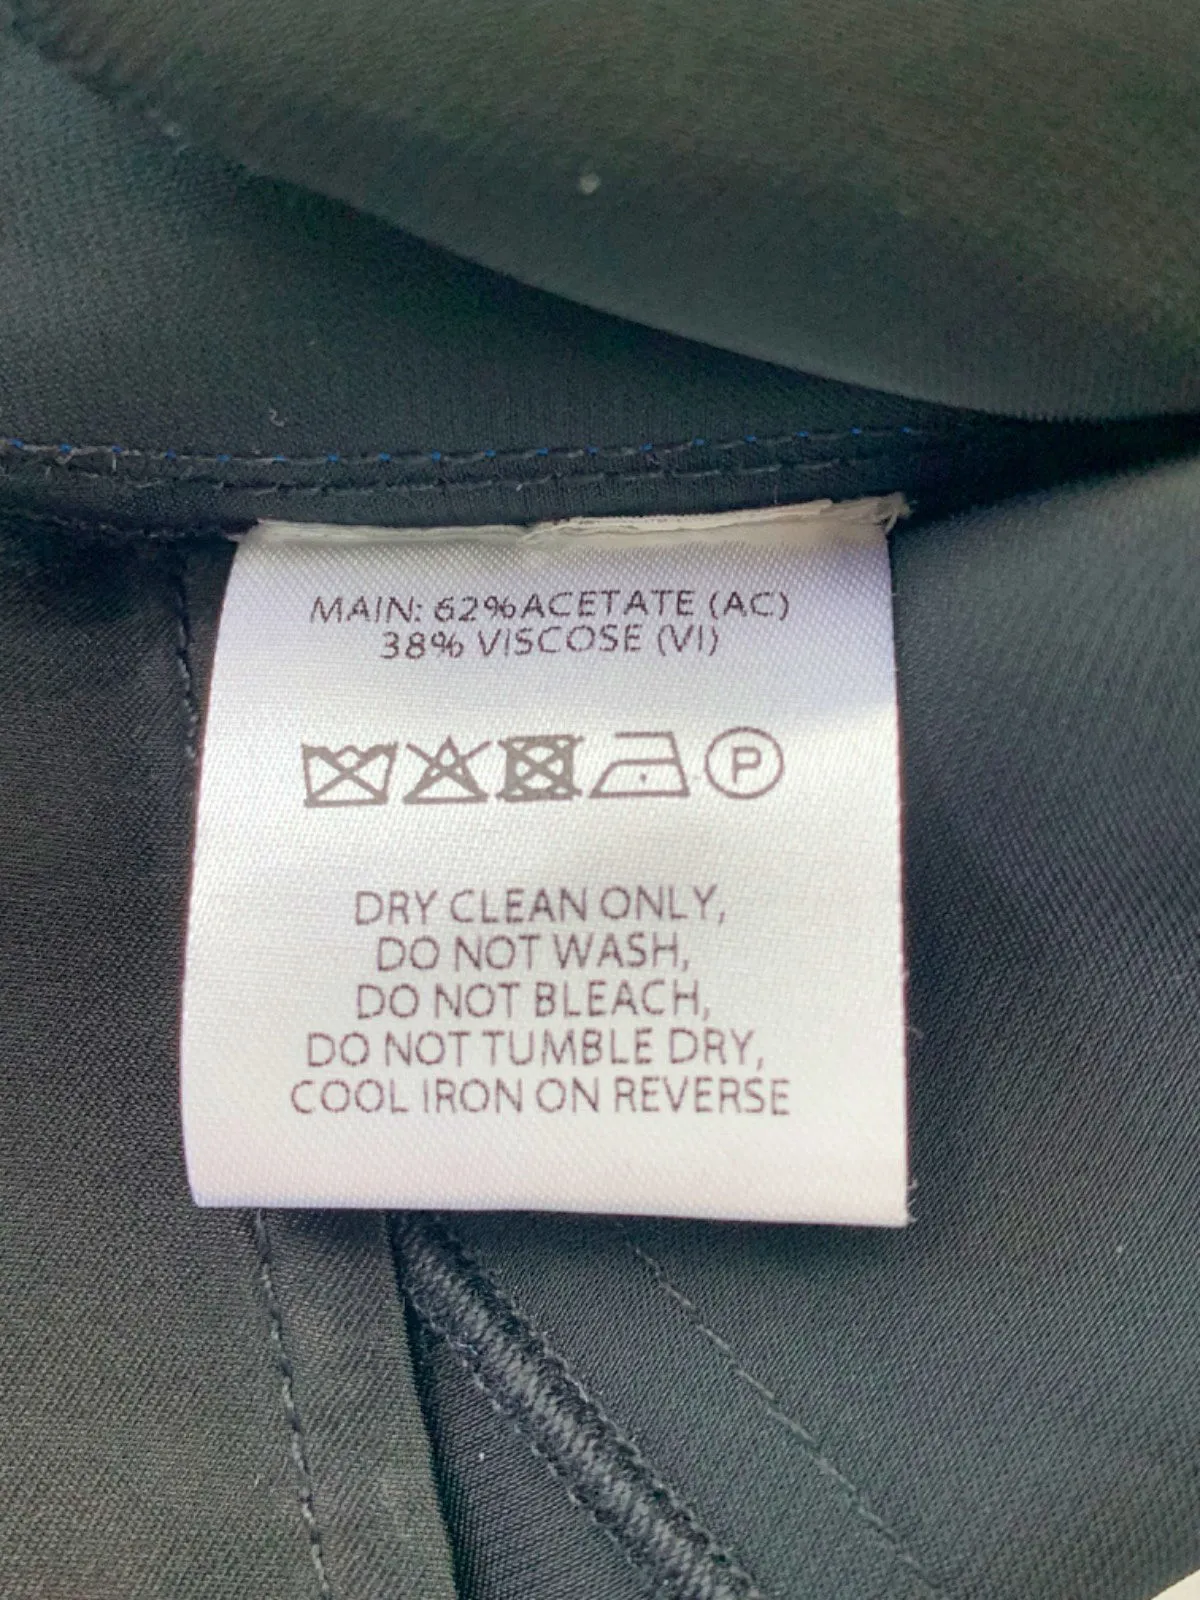 MAIN: 62% ACETATE (AC)
38% VISCOSE (VI)
P
DRY CLEAN ONLY,
DO NOT WASH,
DO NOT BLEACH,
DO NOT TUMBLE DRY,
COOL IRON ON REVERSE